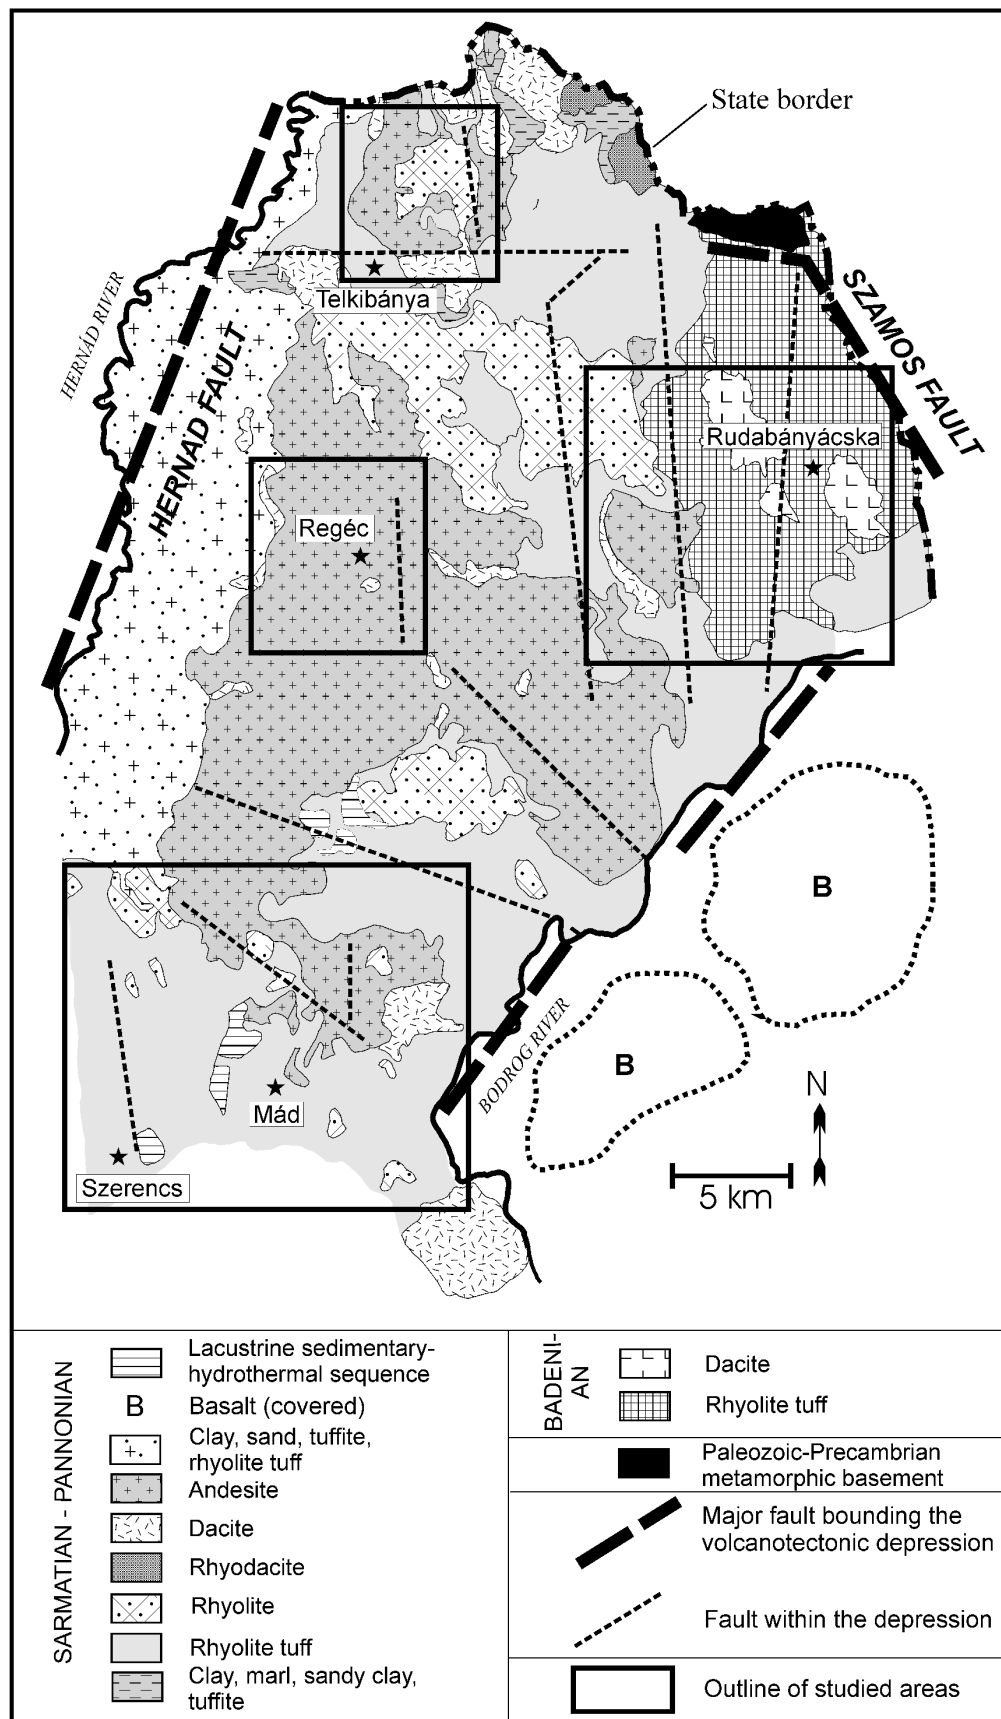 State border
HERNÁD RIVER
HERNAD FAULT
SZAMOS FAULT
Telkibánya
Rudabányácska
Regéc
B
B
BODROG RIVER
N
Mád
Szerencs
5 km
SARMATIAN - PANNONIAN
Lacustrine sedimentary-
hydrothermal sequence
B
Basalt (covered)
Clay, sand, tuffite,
rhyolite tuff
Andesite
Dacite
Rhyodacite
Rhyolite
Rhyolite tuff
Clay, marl, sandy clay,
tuffite
BADENI-
AN
Dacite
Rhyolite tuff
Paleozoic-Precambrian
metamorphic basement
Major fault bounding the
volcanotectonic depression
Fault within the depression
Outline of studied areas